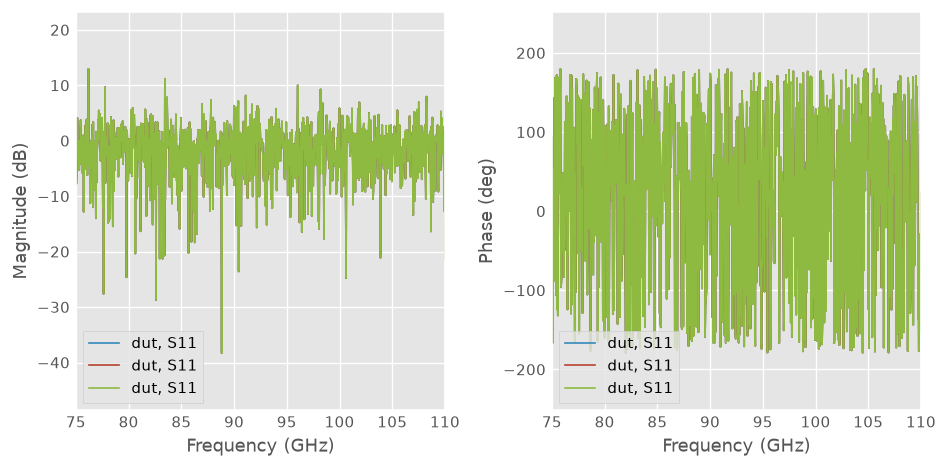 20
10
0
−10
−20
−30
−40
Magnitude (dB)
dut, S11
dut, S11
dut, S11
75 80 85 90 95 100 105 110
Frequency (GHz)
200
100
0
−100
−200
Phase (deg)
dut, S11
dut, S11
dut, S11
75 80 85 90 95 100 105 110
Frequency (GHz)